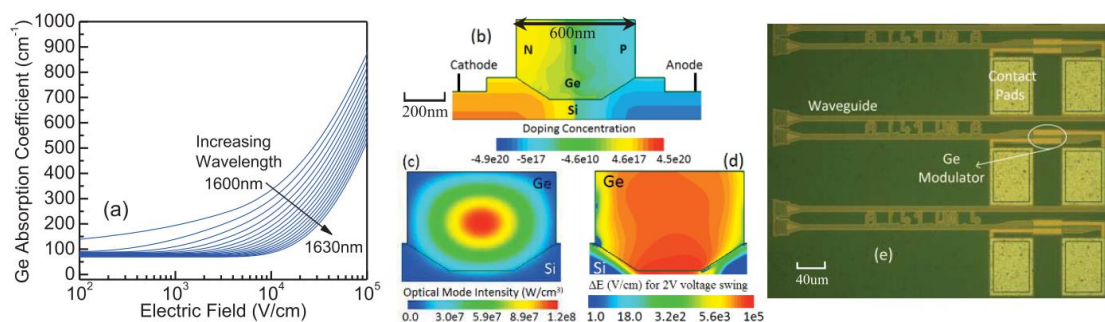 1000
900
800
700
600
500
400
300
200
100
0
Ge Absorption Coefficient (cm⁻¹)
Increasing
Wavelength
1600nm
1630nm
(a)
10² 10³ 10⁴ 10⁵
Electric Field (V/cm)
(b)
600nm
N I P
Cathode
Anode
Ge
Si
200nm
Doping Concentration
-4.9e20 -5e17 -4.6e10 4.6e17 4.5e20
(c)
Ge
Si
Optical Mode Intensity (W/cm³)
0.0 3.0e7 5.9e7 8.9e7 1.2e8
(d)
Ge
Si
ΔE (V/cm) for 2V voltage swing
1.0 18.0 3.2e2 5.6e3 1e5
Contact
Pads
Waveguide
Ge
Modulator
(e)
40um